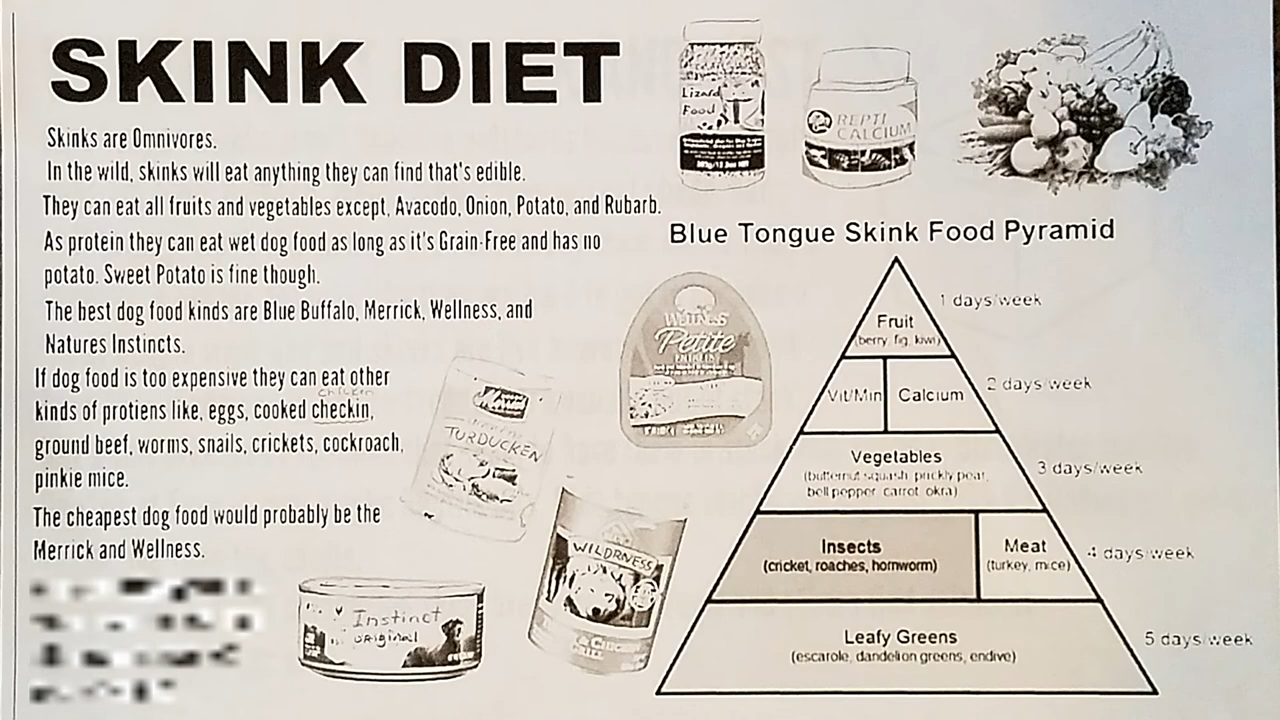 SKINK DIET
Skinks are Omnivores.
In the wild, skinks will eat anything they can find that's edible.
They can eat all fruits and vegetables except, Avacodo, Onion, Potato, and Rubarb.
As protein they can eat wet dog food as long as it's Grain-Free and has no
potato. Sweet Potato is fine though.
The best dog food kinds are Blue Buffalo, Merrick, Wellness, and
Natures Instincts.
If dog food is too expensive they can eat other
chicken
kinds of protiens like, eggs, cooked checkin,
ground beef, worms, snails, crickets, cockroach,
pinkie mice.
The cheapest dog food would probably be the
Merrick and Wellness.
Lizard
Food
REPTI
CALCIUM
WELLNESS
Petite
TURDUCKEN
WILDRNESS
Instinct
original
Blue Tongue Skink Food Pyramid
Fruit
(berry, fig, kiwi)
1 days/week
Vit/Min
Calcium
2 days/week
Vegetables
(butternut squash, prickly pear,
bell pepper, carrot, okra)
3 days/week
Insects
(cricket, roaches, hornworm)
Meat
(turkey, mice)
4 days/week
Leafy Greens
(escarole, dandelion greens, endive)
5 days/week